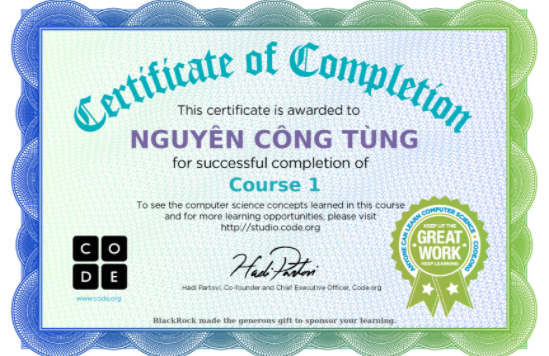 Certificate of Completion
This certificate is awarded to
NGUYÊN CÔNG TÙNG
for successful completion of
Course 1
To see the computer science concepts learned in this course
and for more learning opportunities, please visit
http://studio.code.org
ANYONE CAN LEARN COMPUTER SCIENCE • CODE.ORG
KEEP UP THE
GREAT
WORK
KEEP LEARNING
C O
D E
www.code.org
Hadi Partovi
Hadi Partovi, Co-founder and Chief Executive Officer, Code.org
BlackRock made the generous gift to sponsor your learning.